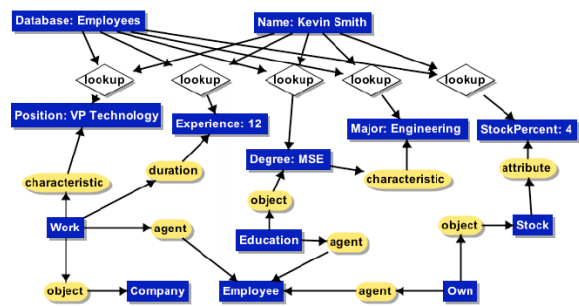 Database: Employees
Name: Kevin Smith
lookup
lookup
lookup
lookup
lookup
Position: VP Technology
Experience: 12
Major: Engineering
StockPercent: 4
Degree: MSE
duration
characteristic
characteristic
attribute
object
Work
agent
Education
agent
object
Stock
object
Company
Employee
agent
Own